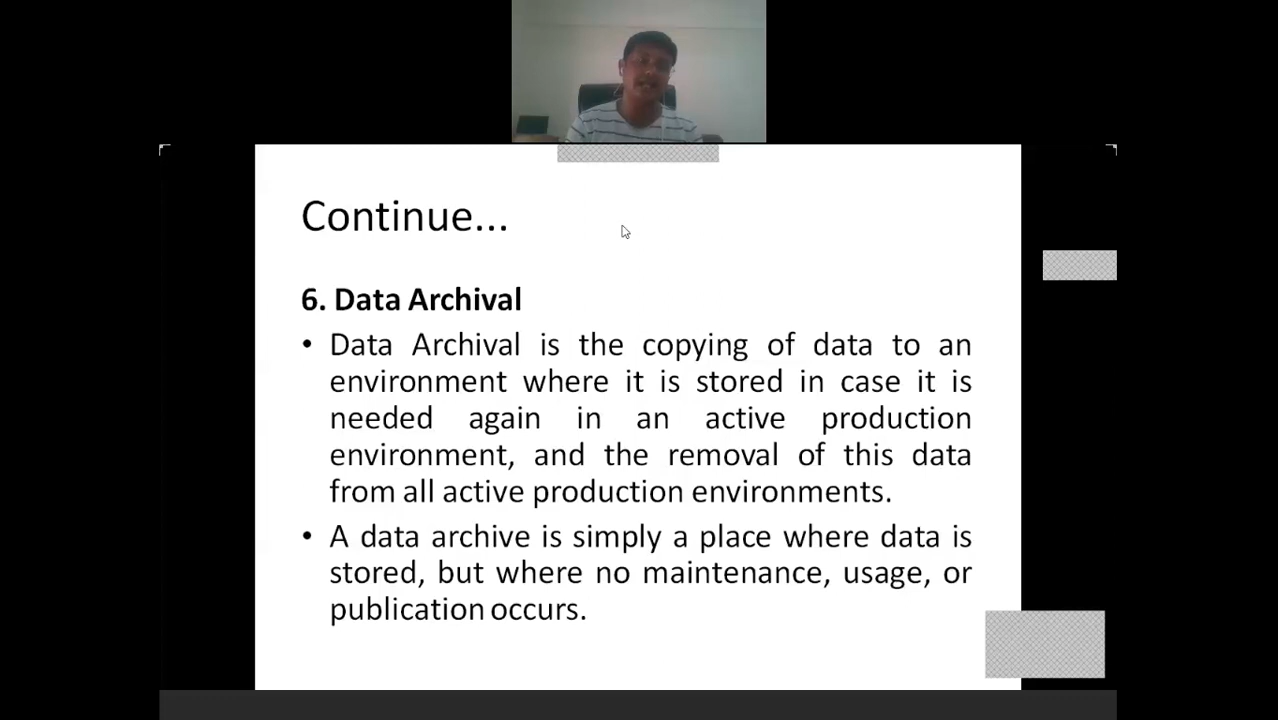 Continue...
6. Data Archival
• Data Archival is the copying of data to an
environment where it is stored in case it is
needed again in an active production
environment, and the removal of this data
from all active production environments.
• A data archive is simply a place where data is
stored, but where no maintenance, usage, or
publication occurs.